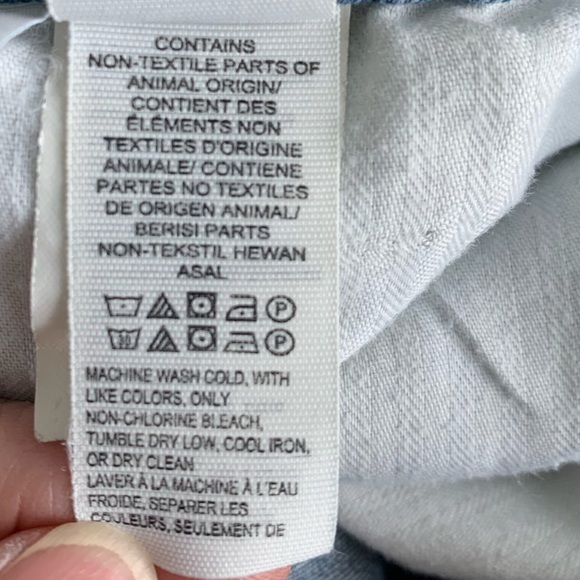 CONTAINS
NON-TEXTILE PARTS OF
ANIMAL ORIGIN/
CONTIENT DES
ÉLÉMENTS NON
TEXTILES D'ORIGINE
ANIMALE/ CONTIENE
PARTES NO TEXTILES
DE ORIGEN ANIMAL/
BERISI PARTS
NON-TEKSTIL HEWAN
ASAL
P
30 P
MACHINE WASH COLD, WITH
LIKE COLORS, ONLY
NON-CHLORINE BLEACH,
TUMBLE DRY LOW, COOL IRON,
OR DRY CLEAN
LAVER À LA MACHINE À L'EAU
FROIDE, SEPARER LES
COULEURS, SEULEMENT DE